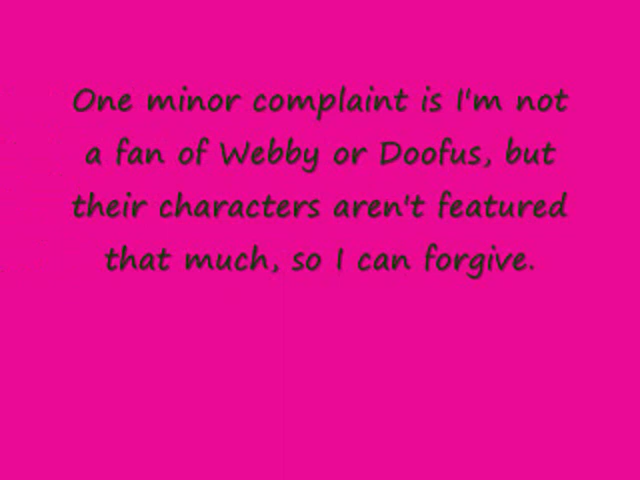 One minor complaint is I'm not
a fan of Webby or Doofus, but
their characters aren't featured
that much, so I can forgive.